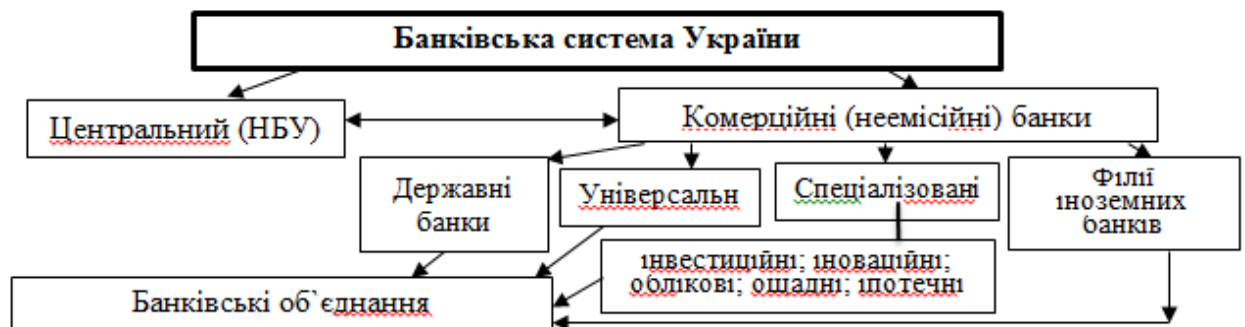 Банківська система України
Центральний (НБУ)
Комерційні (неемісійні) банки
Державні
банки
Універсальн
Спеціалізовані
Філії
іноземних
банків
інвестиційні; іноваційні;
облікові; ощадні; іпотечні
Банківські об`єднання